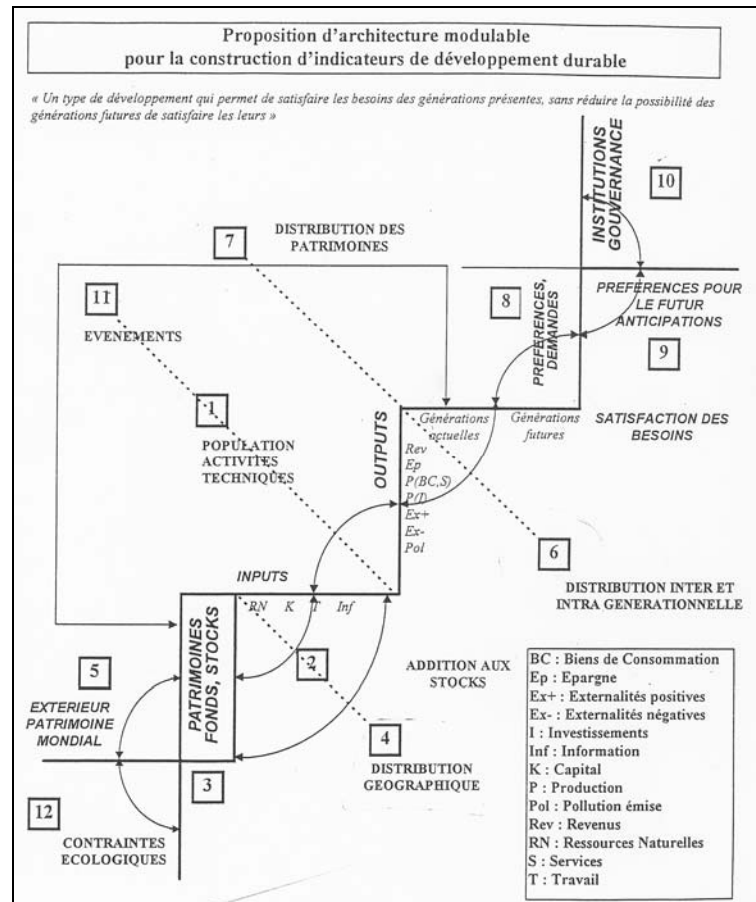 Proposition d'architecture modulable
pour la construction d'indicateurs de développement durable
« Un type de développement qui permet de satisfaire les besoins des générations présentes, sans réduire la possibilité des
générations futures de satisfaire les leurs »
INSTITUTIONS
GOUVERNANCE
10
7
DISTRIBUTION DES
PATRIMOINES
11
EVENEMENTS
8
PREFERENCES,
DEMANDES
PREFERENCES POUR
LE FUTUR
ANTICIPATIONS
9
1
POPULATION
ACTIVITES
TECHNIQUES
OUTPUTS
Générations
actuelles
Générations
futures
SATISFACTION DES
BESOINS
Rev
Ep
P(BC,S)
P(I)
Ex+
Ex-
Pol
6
DISTRIBUTION INTER ET
INTRA GENERATIONNELLE
INPUTS
RN K T Inf
PATRIMOINES
FONDS, STOCKS
2
ADDITION AUX
STOCKS
5
EXTERIEUR
PATRIMOINE
MONDIAL
4
DISTRIBUTION
GEOGRAPHIQUE
3
12
CONTRAINTES
ECOLOGIQUES
BC : Biens de Consommation
Ep : Epargne
Ex+ : Externalités positives
Ex- : Externalités négatives
I : Investissements
Inf : Information
K : Capital
P : Production
Pol : Pollution émise
Rev : Revenus
RN : Ressources Naturelles
S : Services
T : Travail